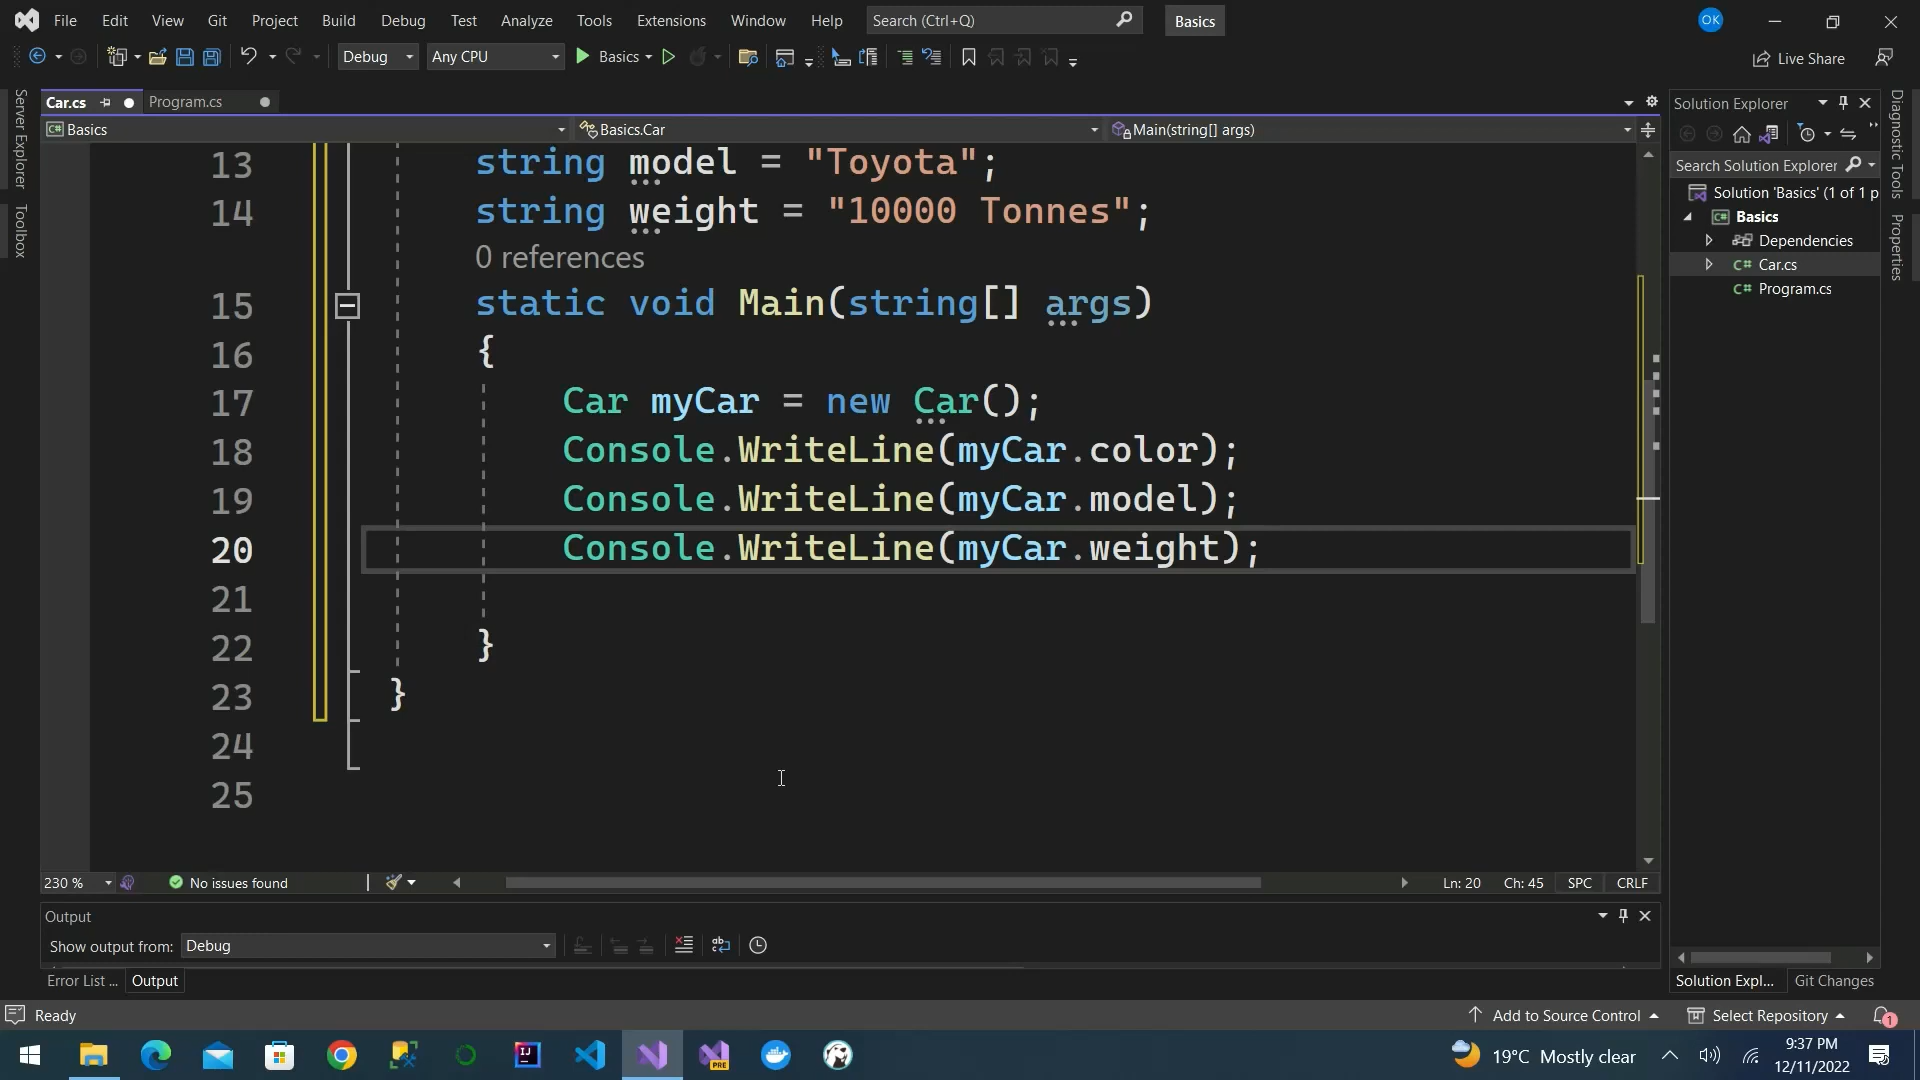 File Edit View Git Project Build Debug Test Analyze Tools Extensions Window Help Search (Ctrl+Q) Basics OK
Debug Any CPU Basics Live Share
Car.cs Program.cs
Basics Basics.Car Main(string[] args)
13 string model = "Toyota";
14 string weight = "10000 Tonnes";
0 references
15 static void Main(string[] args)
16 {
17 Car myCar = new Car();
18 Console.WriteLine(myCar.color);
19 Console.WriteLine(myCar.model);
20 Console.WriteLine(myCar.weight);
21
22 }
23 }
24
25
230 % No issues found Ln: 20 Ch: 45 SPC CRLF
Output
Show output from: Debug
Error List ... Output
Server Explorer
Toolbox
Solution Explorer
Search Solution Explorer
Solution 'Basics' (1 of 1 p
Basics
Dependencies
C# Car.cs
C# Program.cs
Solution Expl... Git Changes
Diagnostic Tools
Properties
Ready Add to Source Control Select Repository 1
19°C Mostly clear 9:37 PM
12/11/2022